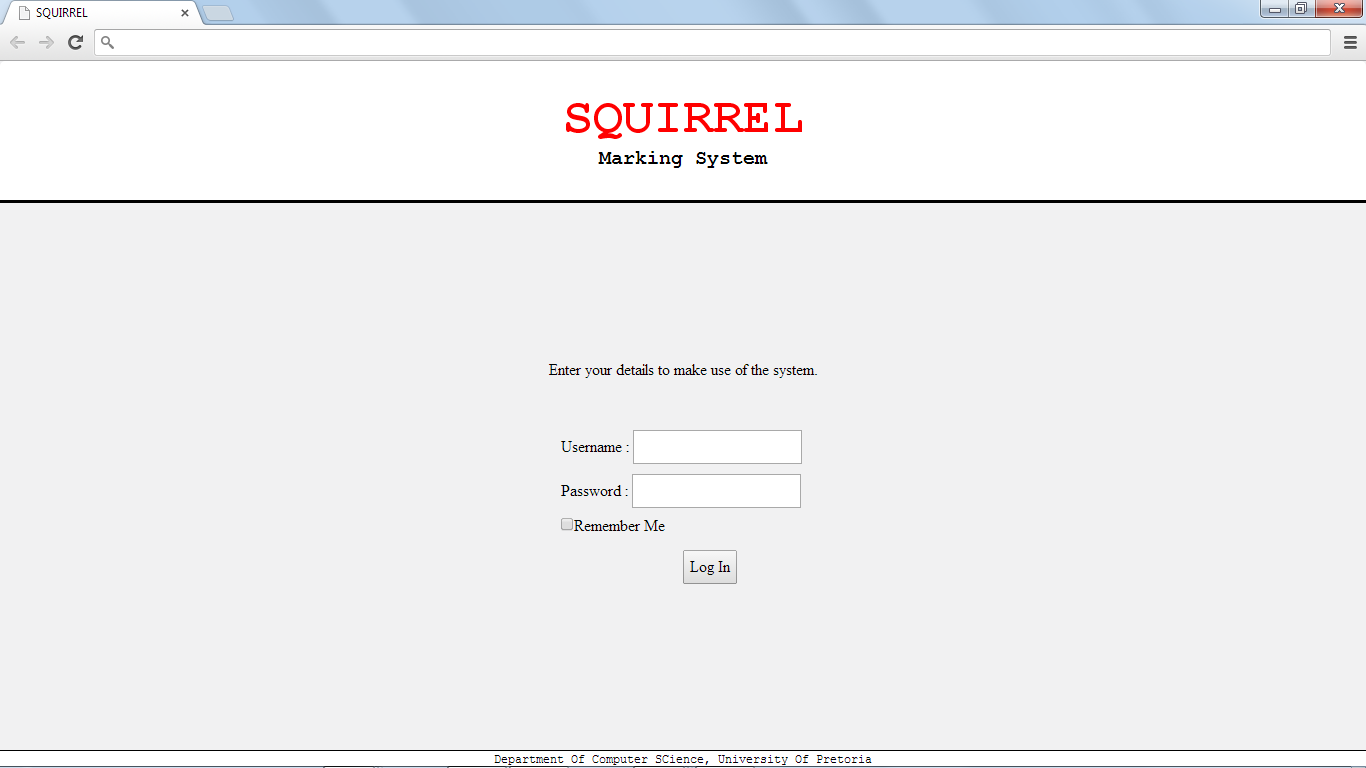 SQUIRREL
SQUIRREL
Marking System
Enter your details to make use of the system.
Username :
Password :
Remember Me
Log In
Department Of Computer SCience, University Of Pretoria